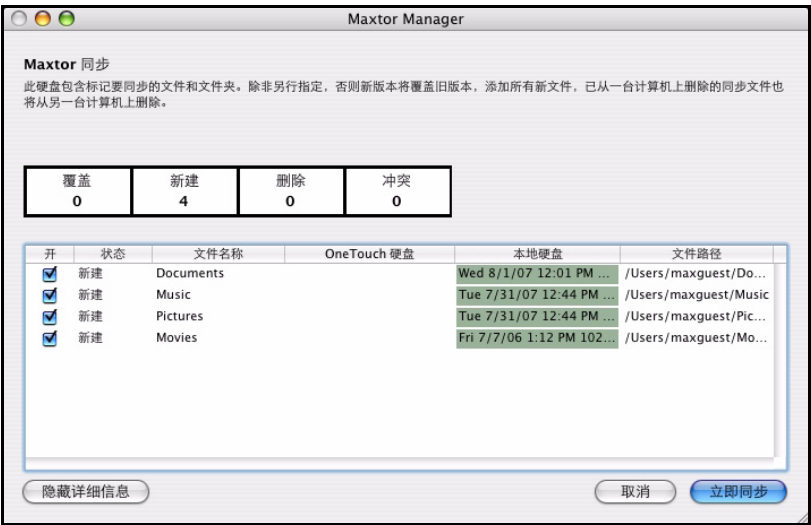 Maxtor Manager
Maxtor 同步
此硬盘包含标记要同步的文件和文件夹。除非另行指定，否则新版本将覆盖旧版本，添加所有新文件，已从一台计算机上删除的同步文件也
将从另一台计算机上删除。
覆盖 新建 删除 冲突
0 4 0 0
开 状态 文件名称 OneTouch 硬盘 本地硬盘 文件路径
新建 Documents Wed 8/1/07 12:01 PM ... /Users/maxguest/Do...
新建 Music Tue 7/31/07 12:44 PM ... /Users/maxguest/Music
新建 Pictures Tue 7/31/07 12:44 PM ... /Users/maxguest/Pic...
新建 Movies Fri 7/7/06 1:12 PM 102... /Users/maxguest/Mo...
隐藏详细信息 取消 立即同步